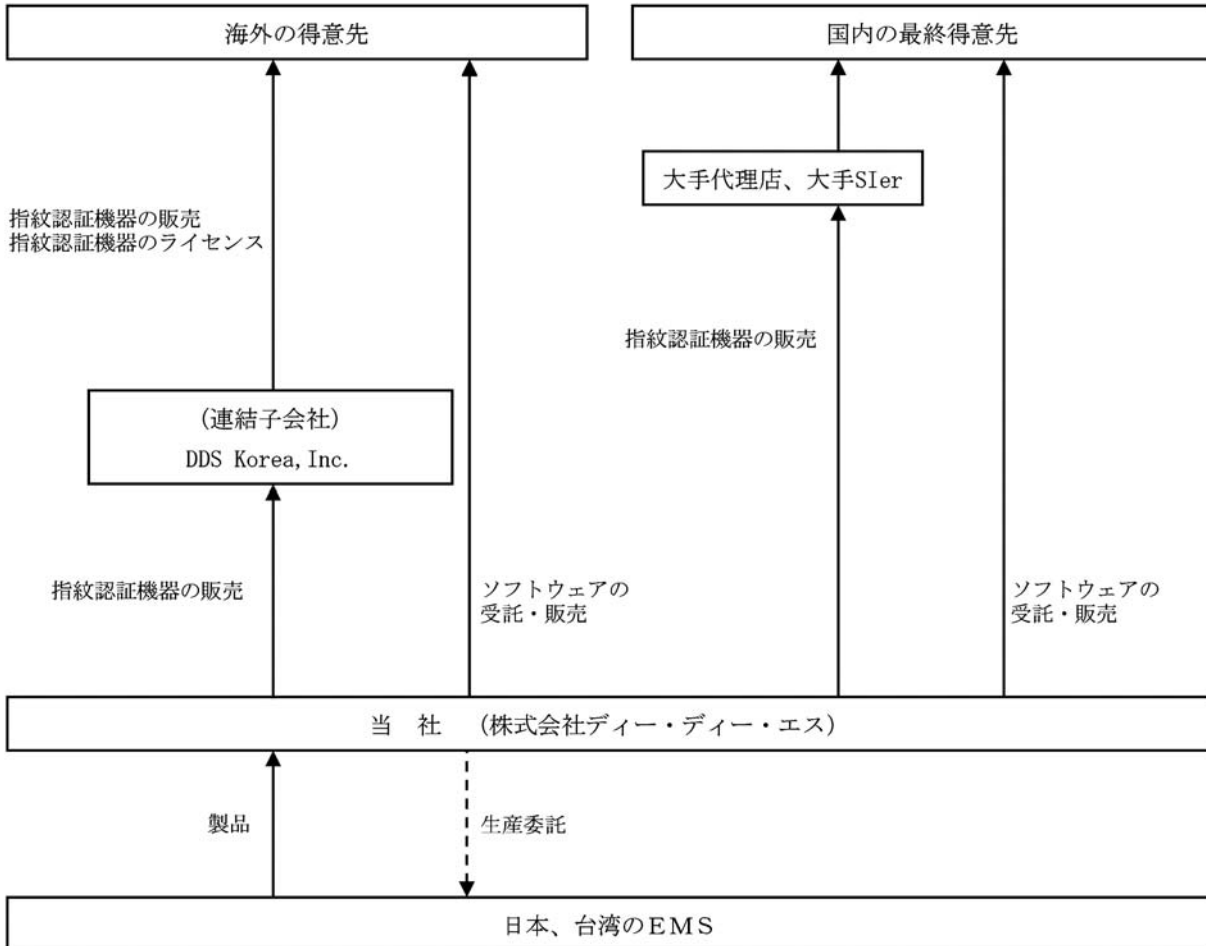 海外の得意先
国内の最終得意先
大手代理店、大手SIer
指紋認証機器の販売
指紋認証機器のライセンス
指紋認証機器の販売
(連結子会社)
DDS Korea,Inc.
指紋認証機器の販売
ソフトウェアの
受託・販売
ソフトウェアの
受託・販売
当　社　(株式会社ディー・ディー・エス)
製品
生産委託
日本、台湾のＥＭＳ